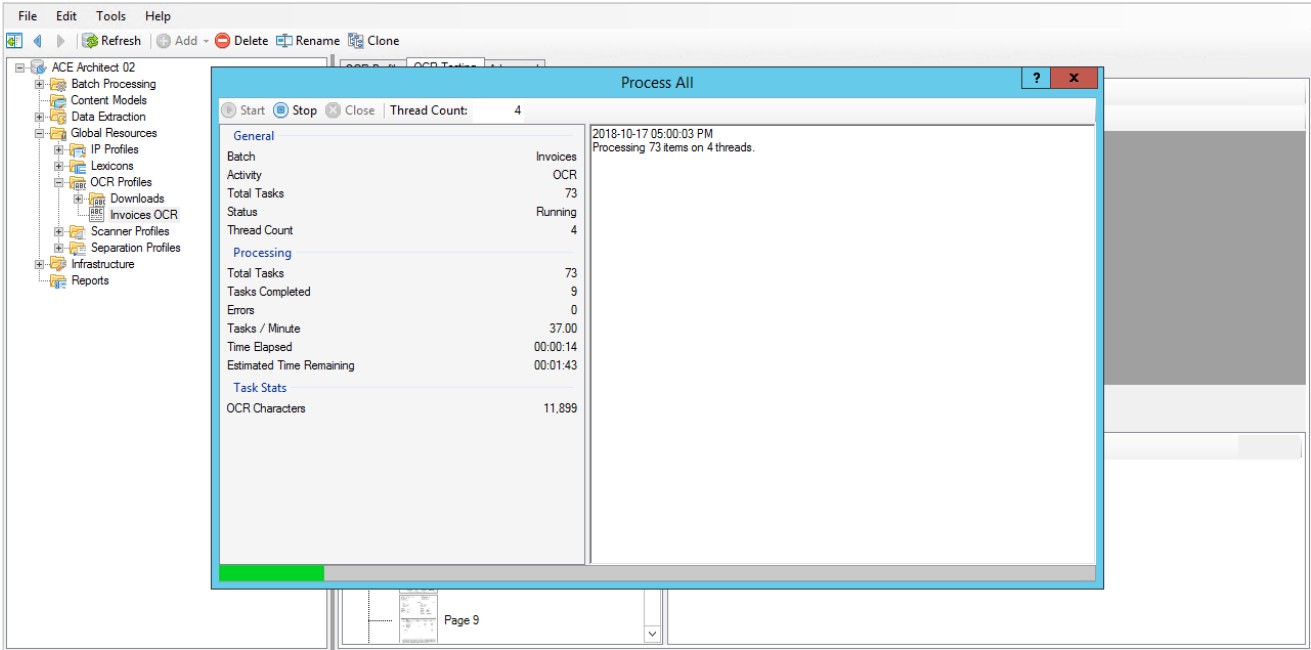 File Edit Tools Help
Refresh Add Delete Rename Clone
ACE Architect 02
Batch Processing
Content Models
Data Extraction
Global Resources
IP Profiles
Lexicons
OCR Profiles
Downloads
Invoices OCR
Scanner Profiles
Separation Profiles
Infrastructure
Reports
OCR Testing
Process All
? x
Start Stop Close Thread Count: 4
General
Batch Invoices
Activity OCR
Total Tasks 73
Status Running
Thread Count 4
Processing
Total Tasks 73
Tasks Completed 9
Errors 0
Tasks / Minute 37.00
Time Elapsed 00:00:14
Estimated Time Remaining 00:01:43
Task Stats
OCR Characters 11,899
2018-10-17 05:00:03 PM
Processing 73 items on 4 threads.
Page 9